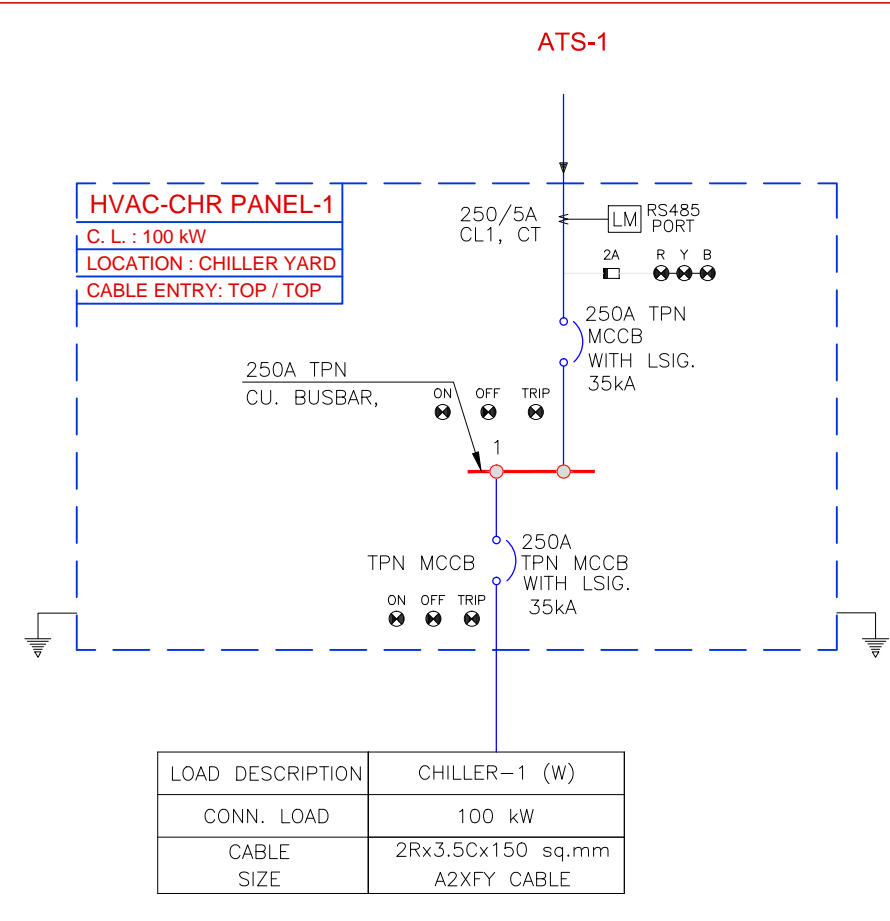 ATS-1
HVAC-CHR PANEL-1
C. L. : 100 kW
LOCATION : CHILLER YARD
CABLE ENTRY: TOP / TOP
250/5A
CL1, CT
LM
RS485
PORT
2A
R Y B
250A TPN
MCCB
WITH LSIG.
35kA
250A TPN
CU. BUSBAR,
ON OFF TRIP
1
TPN MCCB
250A
TPN MCCB
WITH LSIG.
35kA
ON OFF TRIP
LOAD DESCRIPTION CHILLER-1 (W)
CONN. LOAD 100 kW
CABLE
SIZE
2Rx3.5Cx150 sq.mm
A2XFY CABLE